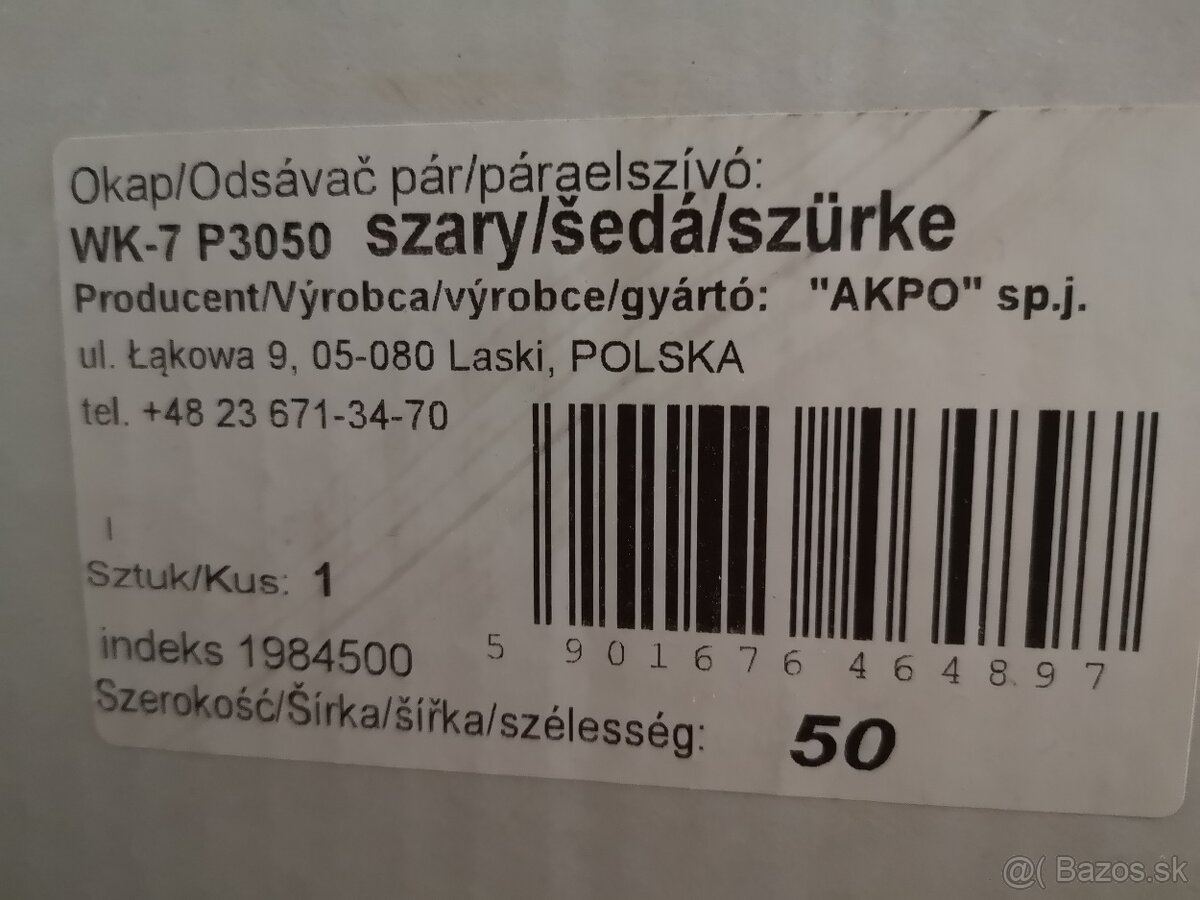 Okap/Odsávač pár/páraelszívó:
WK-7 P3050 szary/šedá/szürke
Producent/Výrobca/výrobce/gyártó: "AKPO" sp.j.
ul. Łąkowa 9, 05-080 Laski, POLSKA
tel. +48 23 671-34-70
Sztuk/Kus: 1
indeks 1984500
5 901676 464897
Szerokość/Šírka/šířka/szélesség: 50
@( Bazos.sk